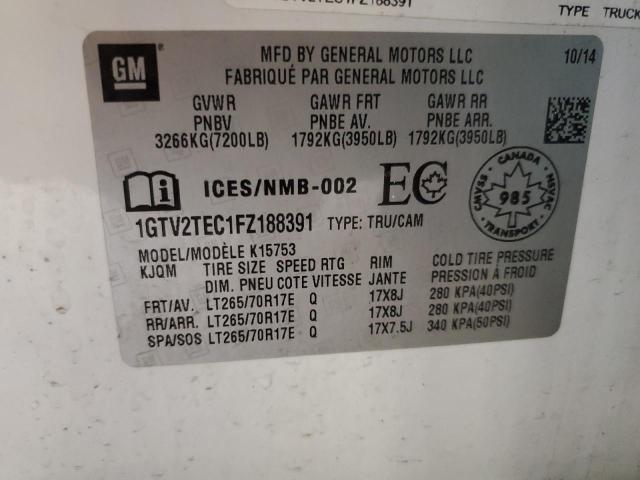 TYPE TRUCK
GM
MFD BY GENERAL MOTORS LLC 10/14
FABRIQUÉ PAR GENERAL MOTORS LLC
GVWR GAWR FRT GAWR RR
PNBV PNBE AV. PNBE ARR.
3266KG(7200LB) 1792KG(3950LB) 1792KG(3950LB)
ICES/NMB-002 EC
CANADA
CMVSS 985 NSVAC
TRANSPORT
1GTV2TEC1FZ188391 TYPE: TRU/CAM
MODEL/MODÈLE K15753
KJQM TIRE SIZE SPEED RTG RIM COLD TIRE PRESSURE
DIM. PNEU COTE VITESSE JANTE PRESSION À FROID
FRT/AV. LT265/70R17E Q 17X8J 280 KPA(40PSI)
RR/ARR. LT265/70R17E Q 17X8J 280 KPA(40PSI)
SPA/SOS LT265/70R17E Q 17X7.5J 340 KPA(50PSI)